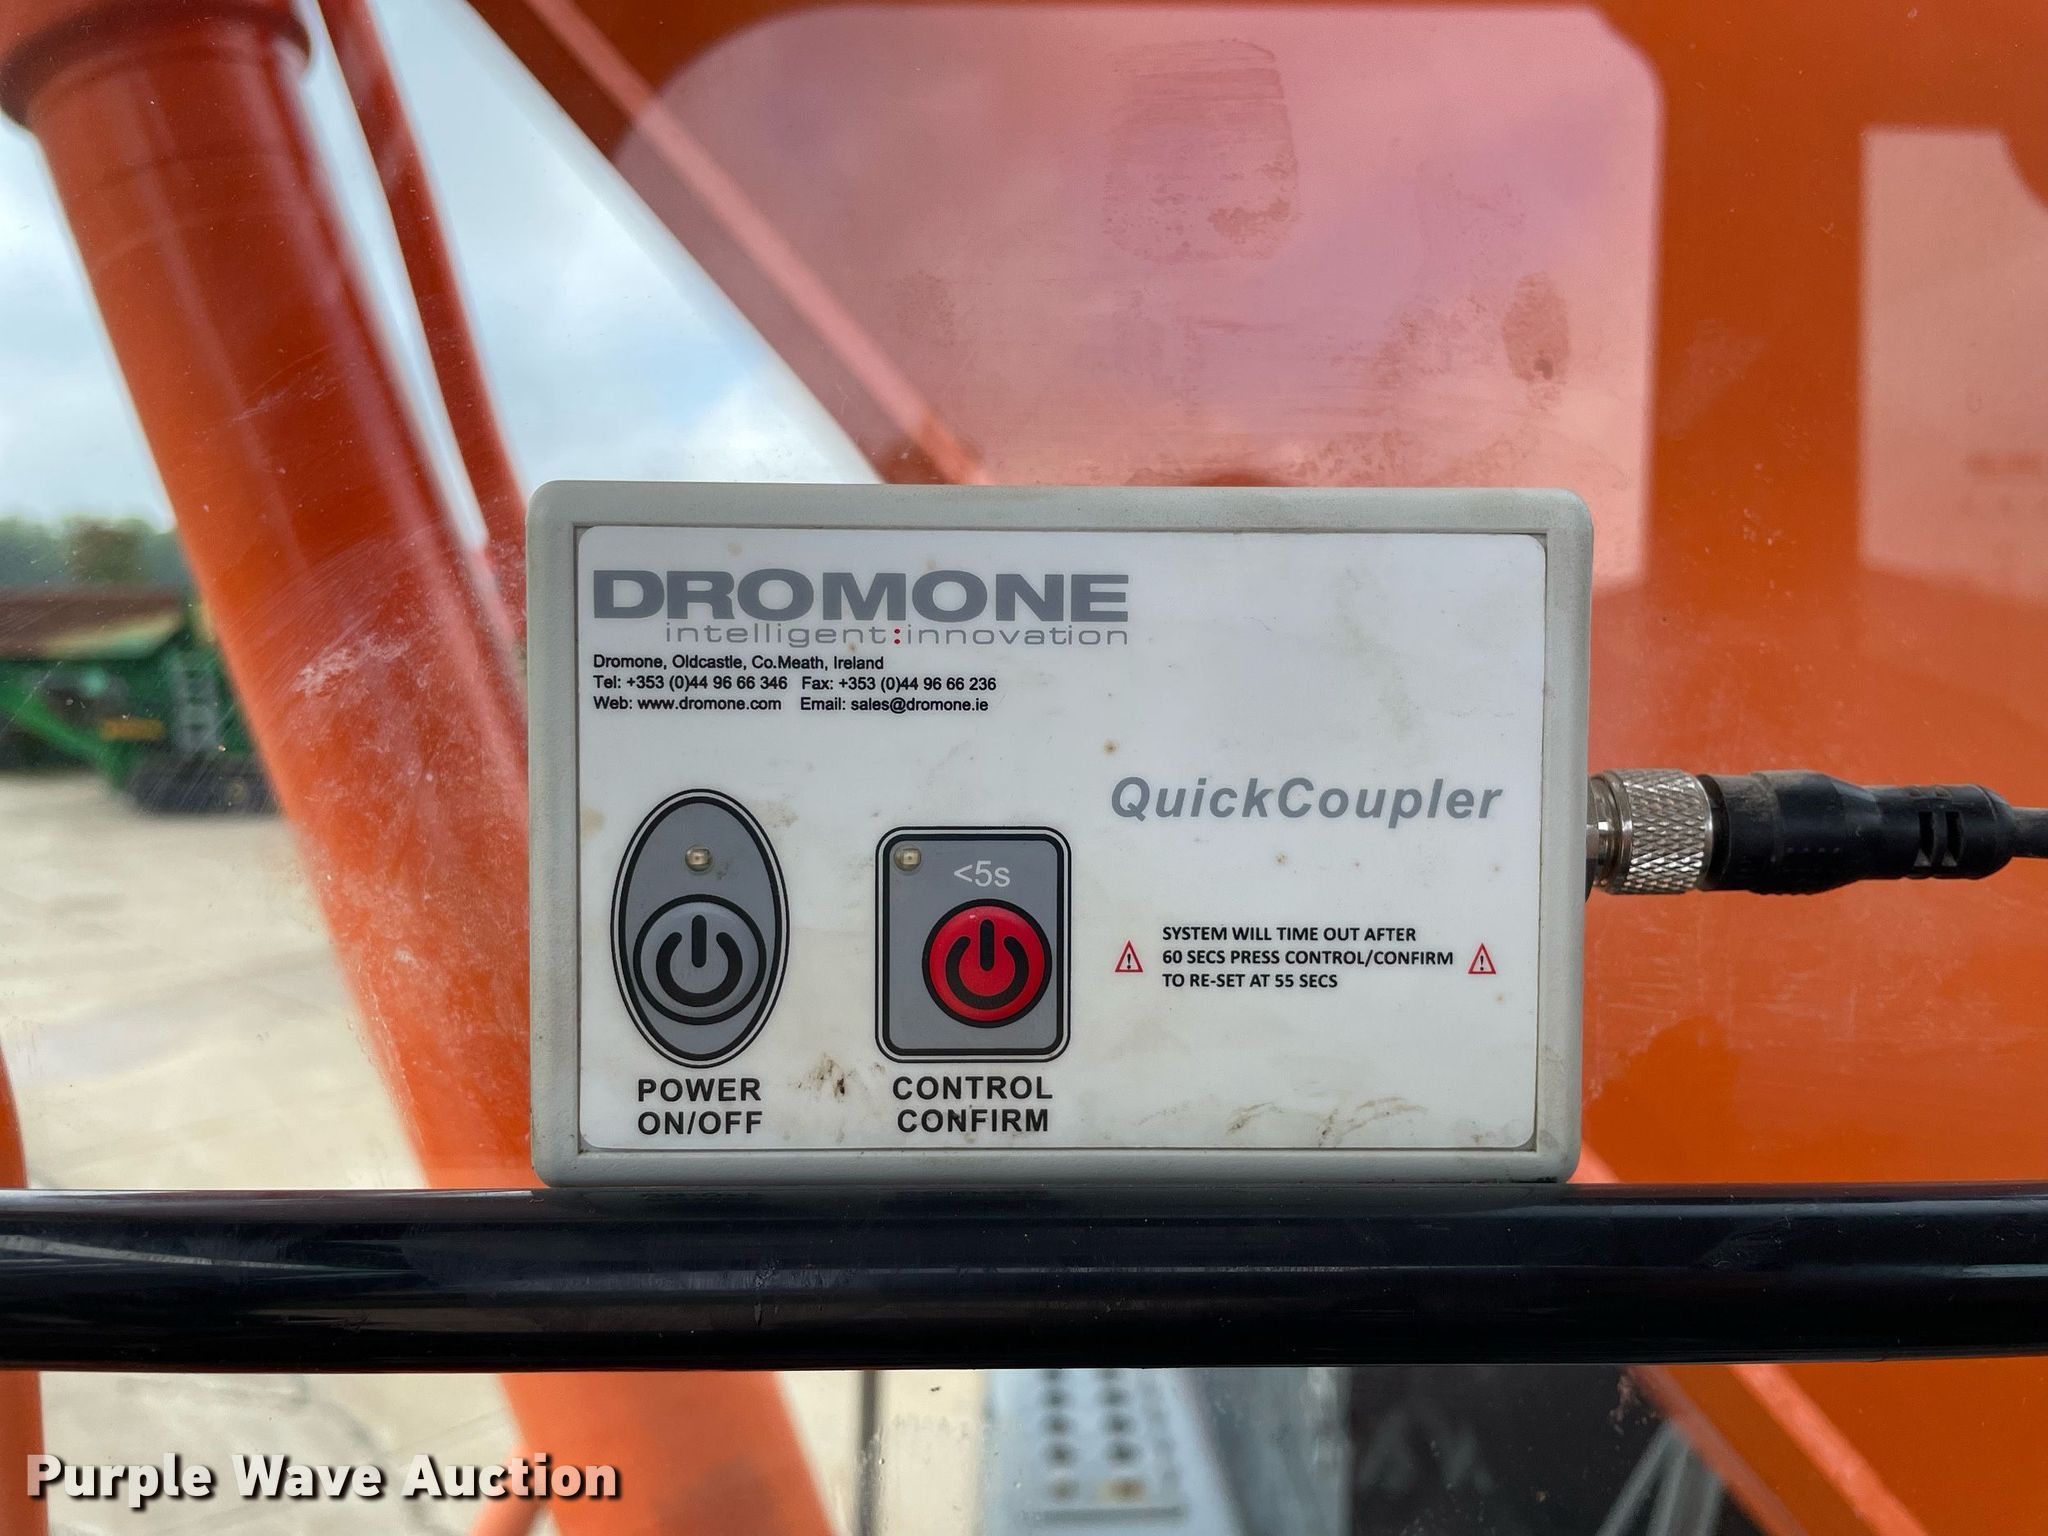 DROMONE
intelligent:innovation
Dromone, Oldcastle, Co.Meath, Ireland
Tel: +353 (0)44 96 66 346 Fax: +353 (0)44 96 66 236
Web: www.dromone.com Email: sales@dromone.ie
QuickCoupler
<5s
SYSTEM WILL TIME OUT AFTER
60 SECS PRESS CONTROL/CONFIRM
TO RE-SET AT 55 SECS
POWER
ON/OFF
CONTROL
CONFIRM
Purple Wave Auction